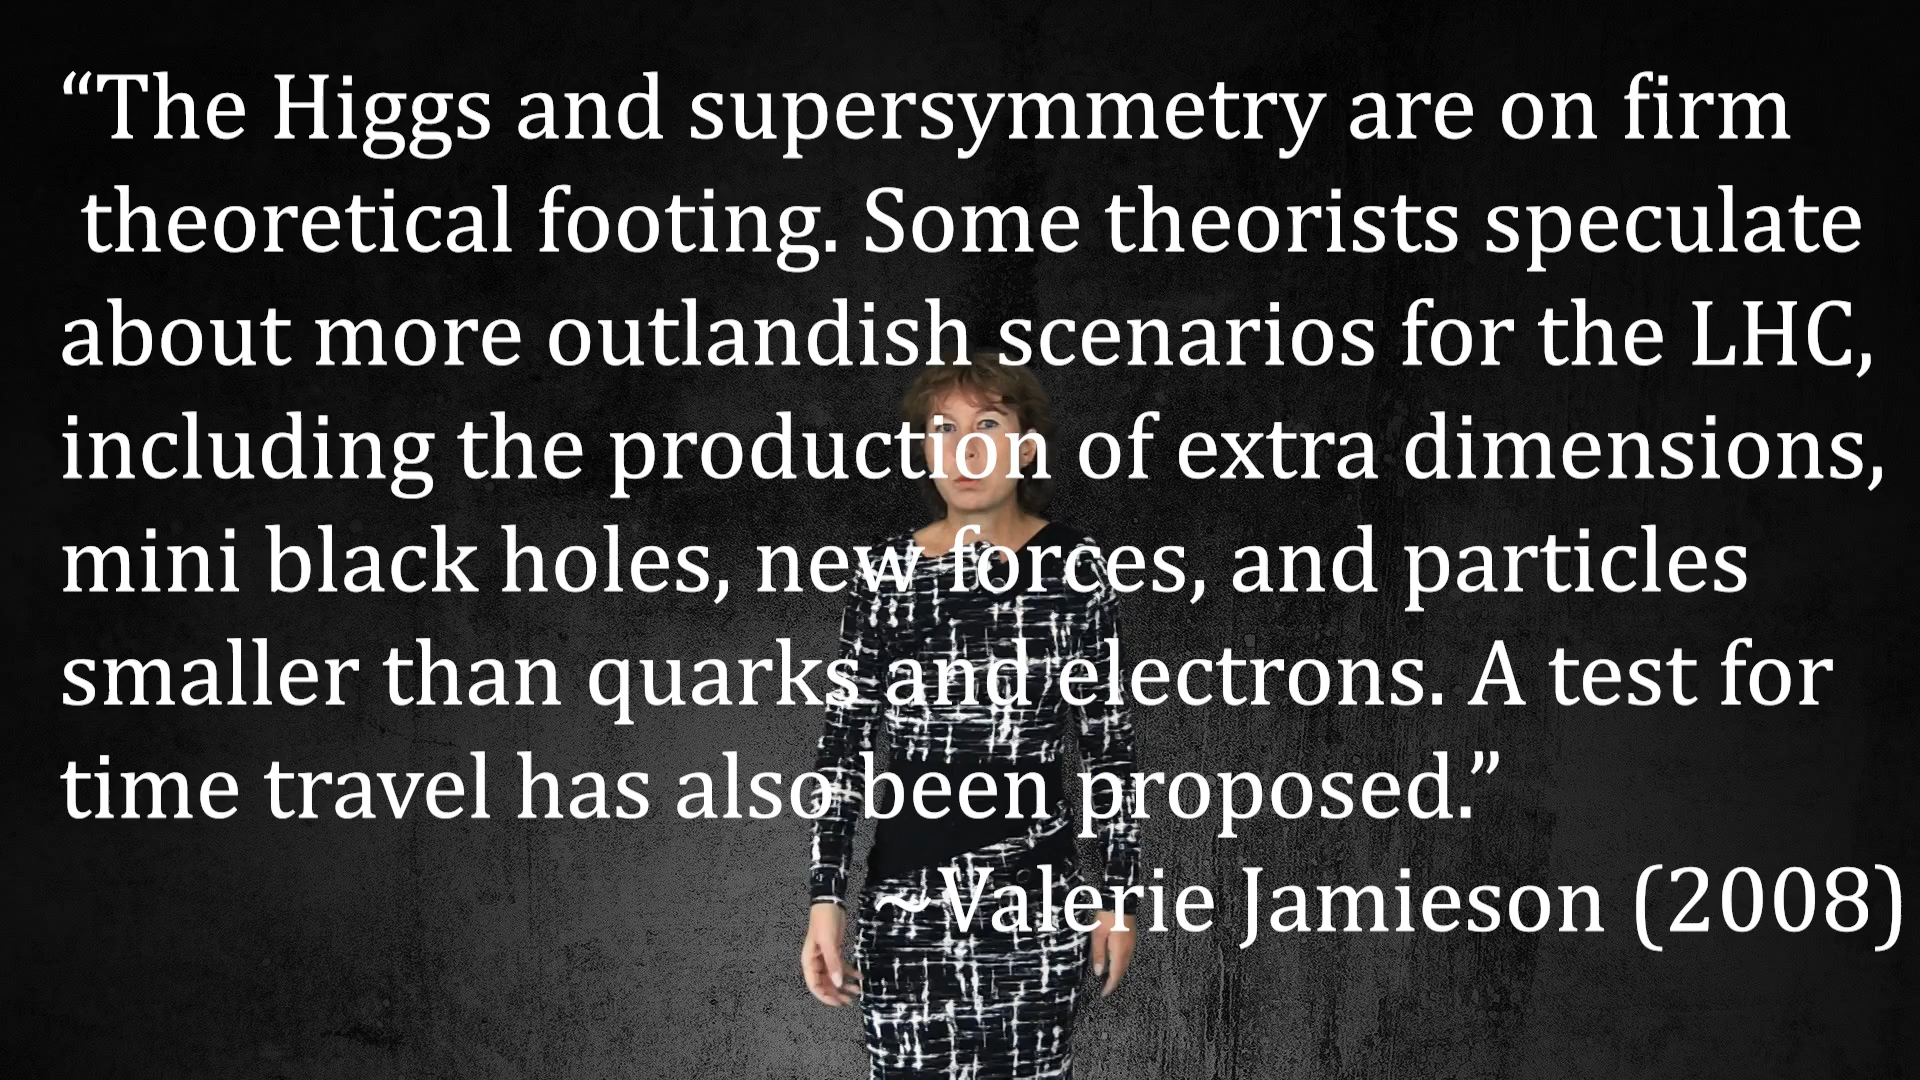 “The Higgs and supersymmetry are on firm
theoretical footing. Some theorists speculate
about more outlandish scenarios for the LHC,
including the production of extra dimensions,
mini black holes, new forces, and particles
smaller than quarks and electrons. A test for
time travel has also been proposed.”
~Valerie Jamieson (2008)